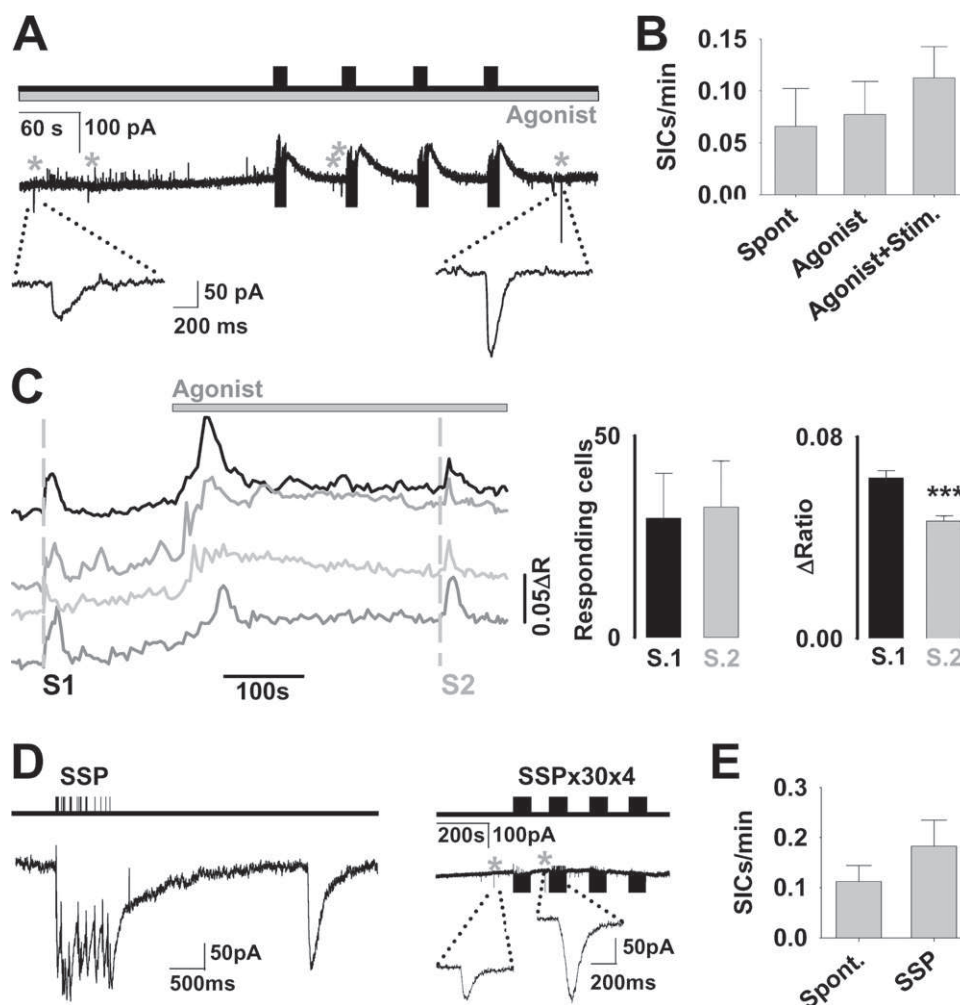 A
Agonist
60 s
100 pA
*
*
*
*
*
50 pA
200 ms
B
SICs/min
0.15
0.10
0.05
0.00
Spont
Agonist
Agonist+Stim.
C
Agonist
S1
S2
100s
0.05ΔR
Responding cells
50
0
S.1
S.2
ΔRatio
0.08
0.00
***
S.1
S.2
D
SSP
50pA
500ms
SSPx30x4
200s
100pA
*
*
50pA
200ms
E
SICs/min
0.3
0.2
0.1
0.0
Spont.
SSP